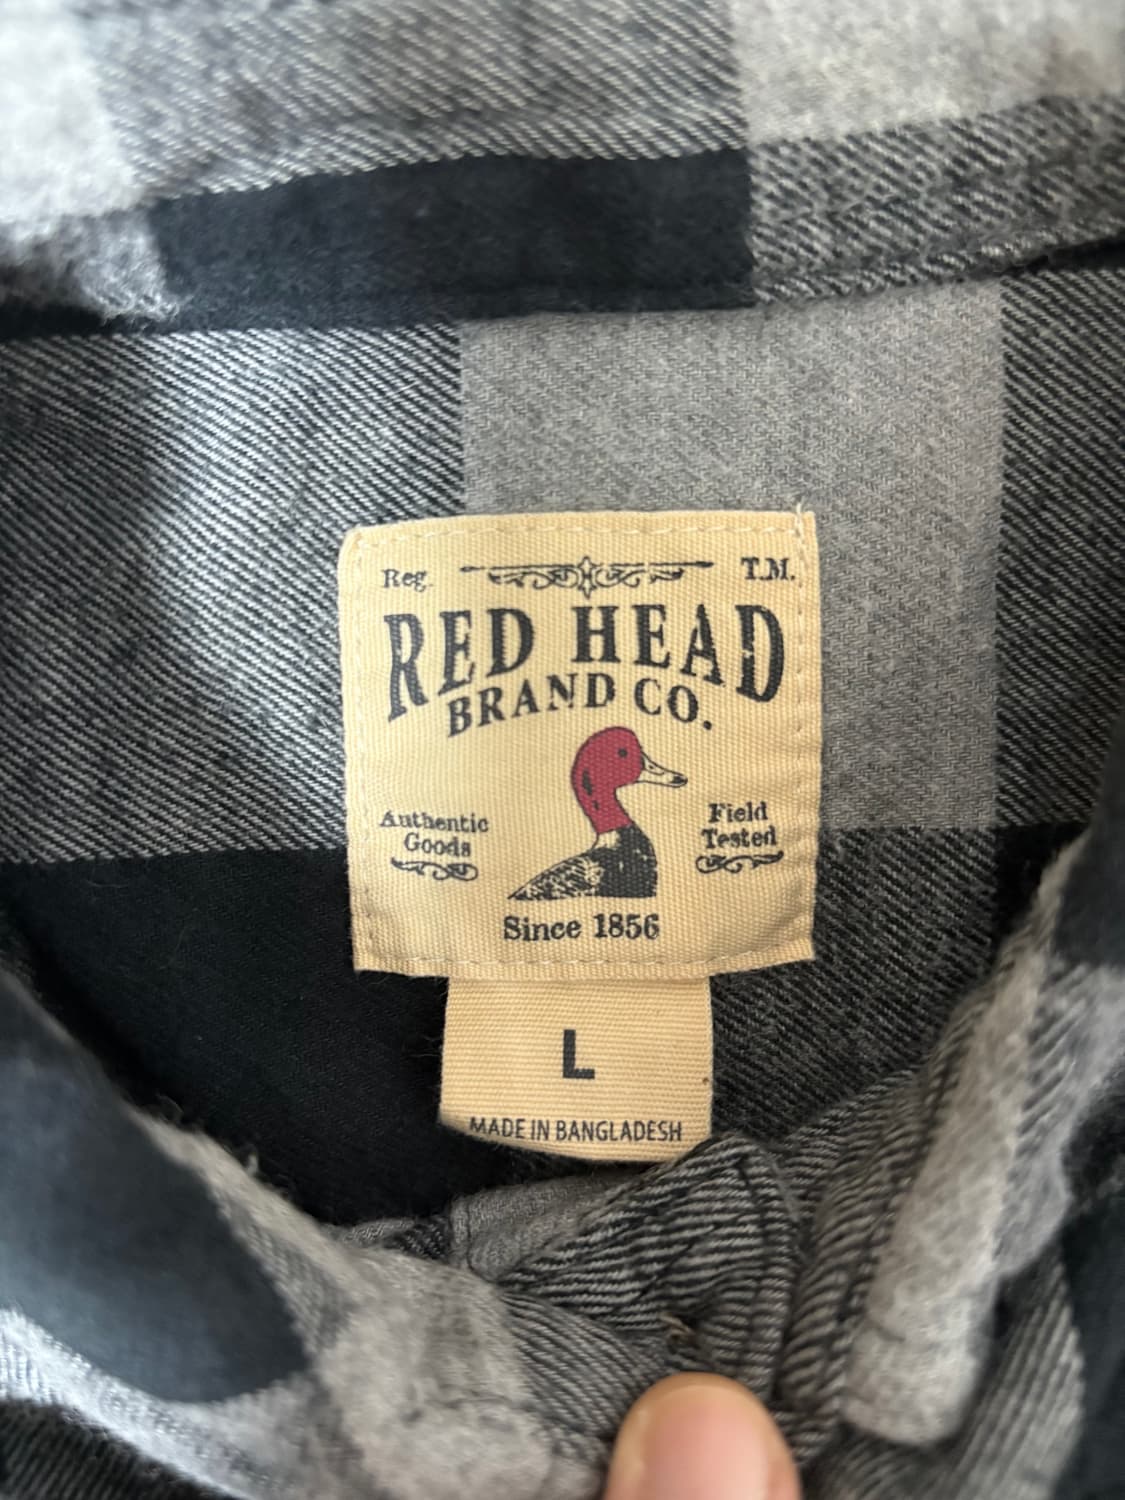 Reg. T.M.
RED HEAD
BRAND CO.
Authentic
Goods
Field
Tested
Since 1856
L
MADE IN BANGLADESH